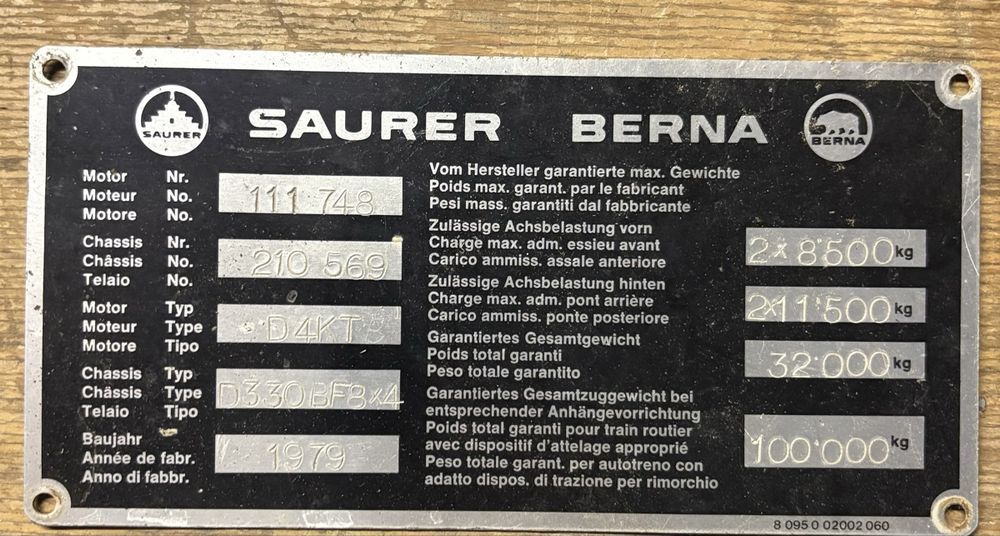 SAURER
SAURER BERNA
BERNA
Motor Nr.
Moteur No.
Motore No.
111 748
Chassis Nr.
Châssis No.
Telaio No.
210 569
Motor Typ
Moteur Type
Motore Tipo
D4KT
Chassis Typ
Châssis Type
Telaio Tipo
D330BF8x4
Baujahr
Année de fabr.
Anno di fabbr.
1979
Vom Hersteller garantierte max. Gewichte
Poids max. garant. par le fabricant
Pesi mass. garantiti dal fabbricante
Zulässige Achsbelastung vorn
Charge max. adm. essieu avant
Carico ammiss. assale anteriore
2x8'500 kg
Zulässige Achsbelastung hinten
Charge max. adm. pont arrière
Carico ammiss. ponte posteriore
2x11'500 kg
Garantiertes Gesamtgewicht
Poids total garanti
Peso totale garantito
32'000 kg
Garantiertes Gesamtzuggewicht bei
entsprechender Anhängevorrichtung
Poids total garanti pour train routier
avec dispositif d'attelage approprié
Peso totale garant. per autotreno con
adatto dispos. di trazione per rimorchio
100'000 kg
8 095 0 02002 060